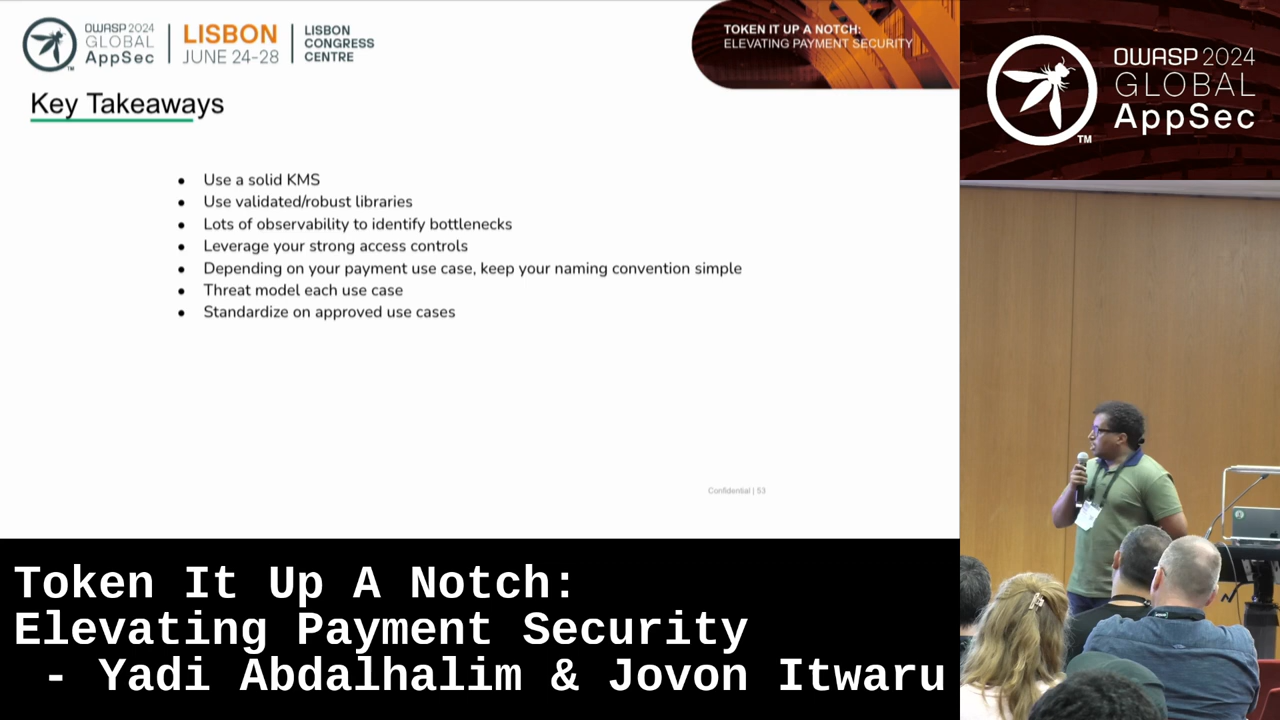 OWASP 2024
GLOBAL
AppSec
TM
LISBON
JUNE 24-28
LISBON
CONGRESS
CENTRE
TOKEN IT UP A NOTCH:
ELEVATING PAYMENT SECURITY
Key Takeaways
• Use a solid KMS
• Use validated/robust libraries
• Lots of observability to identify bottlenecks
• Leverage your strong access controls
• Depending on your payment use case, keep your naming convention simple
• Threat model each use case
• Standardize on approved use cases
Confidential | 53
OWASP 2024
GLOBAL
AppSec
TM
Token It Up A Notch:
Elevating Payment Security
- Yadi Abdalhalim & Jovon Itwaru